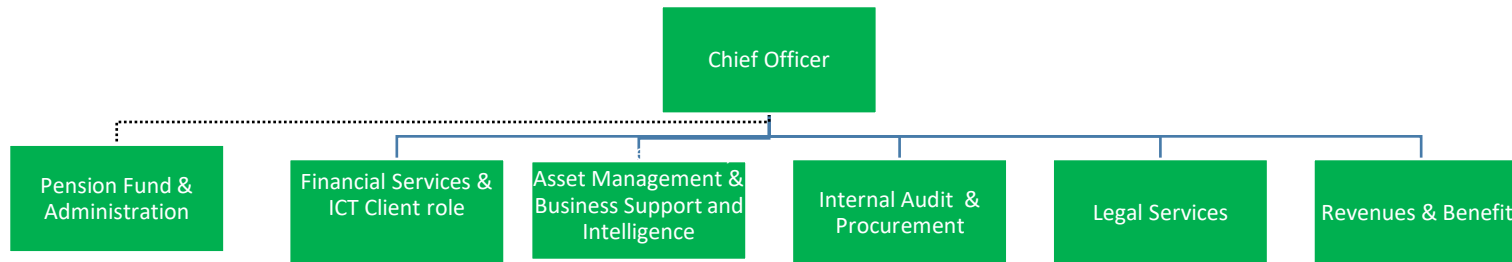 Chief Officer
Pension Fund &
Administration
Financial Services &
ICT Client role
Asset Management &
Business Support and
Intelligence
Internal Audit &
Procurement
Legal Services
Revenues & Benefit